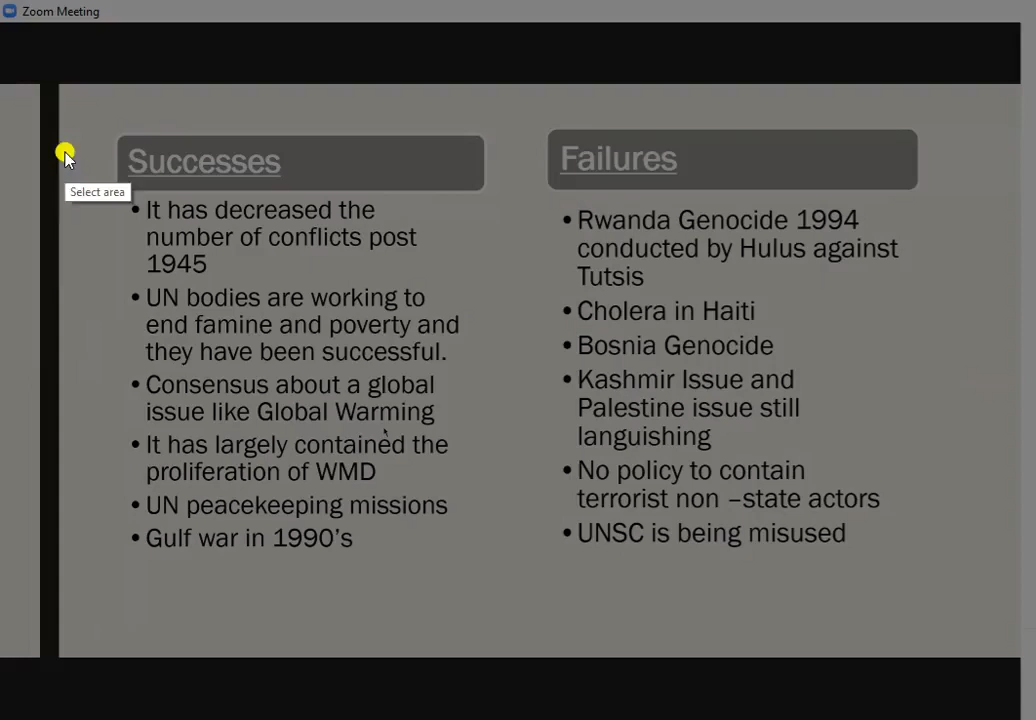 Zoom Meeting
Successes
Select area
• It has decreased the
number of conflicts post
1945
• UN bodies are working to
end famine and poverty and
they have been successful.
• Consensus about a global
issue like Global Warming
• It has largely contained the
proliferation of WMD
• UN peacekeeping missions
• Gulf war in 1990's
Failures
• Rwanda Genocide 1994
conducted by Hulus against
Tutsis
• Cholera in Haiti
• Bosnia Genocide
• Kashmir Issue and
Palestine issue still
languishing
• No policy to contain
terrorist non –state actors
• UNSC is being misused